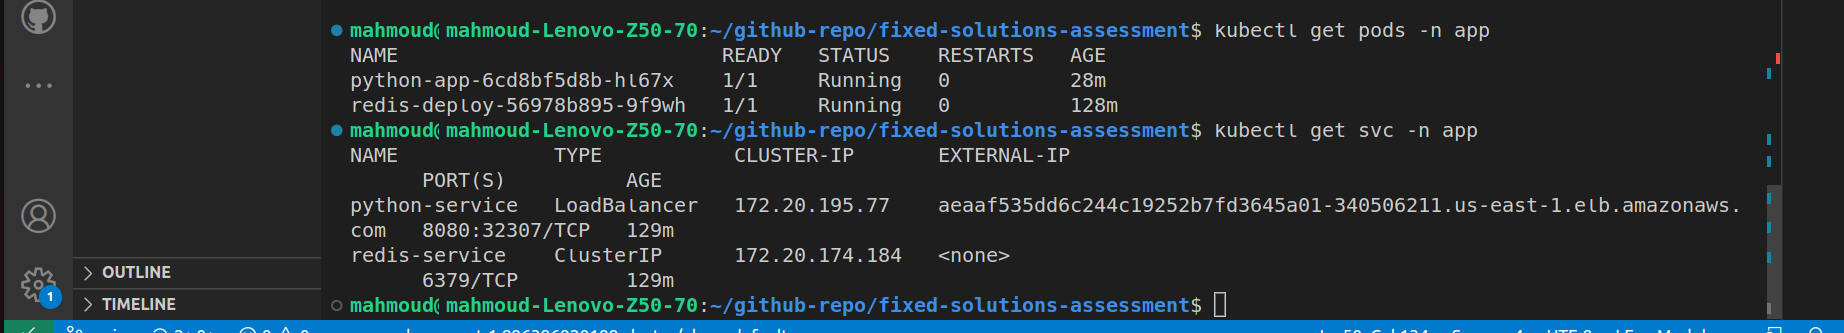 mahmoud@mahmoud-Lenovo-Z50-70:~/github-repo/fixed-solutions-assessment$ kubectl get pods -n app
NAME READY STATUS RESTARTS AGE
python-app-6cd8bf5d8b-hl67x 1/1 Running 0 28m
redis-deploy-56978b895-9f9wh 1/1 Running 0 128m
mahmoud@mahmoud-Lenovo-Z50-70:~/github-repo/fixed-solutions-assessment$ kubectl get svc -n app
NAME TYPE CLUSTER-IP EXTERNAL-IP
PORT(S) AGE
python-service LoadBalancer 172.20.195.77 aeaaf535dd6c244c19252b7fd3645a01-340506211.us-east-1.elb.amazonaws.
com 8080:32307/TCP 129m
redis-service ClusterIP 172.20.174.184 <none>
6379/TCP 129m
mahmoud@mahmoud-Lenovo-Z50-70:~/github-repo/fixed-solutions-assessment$
1
OUTLINE
TIMELINE